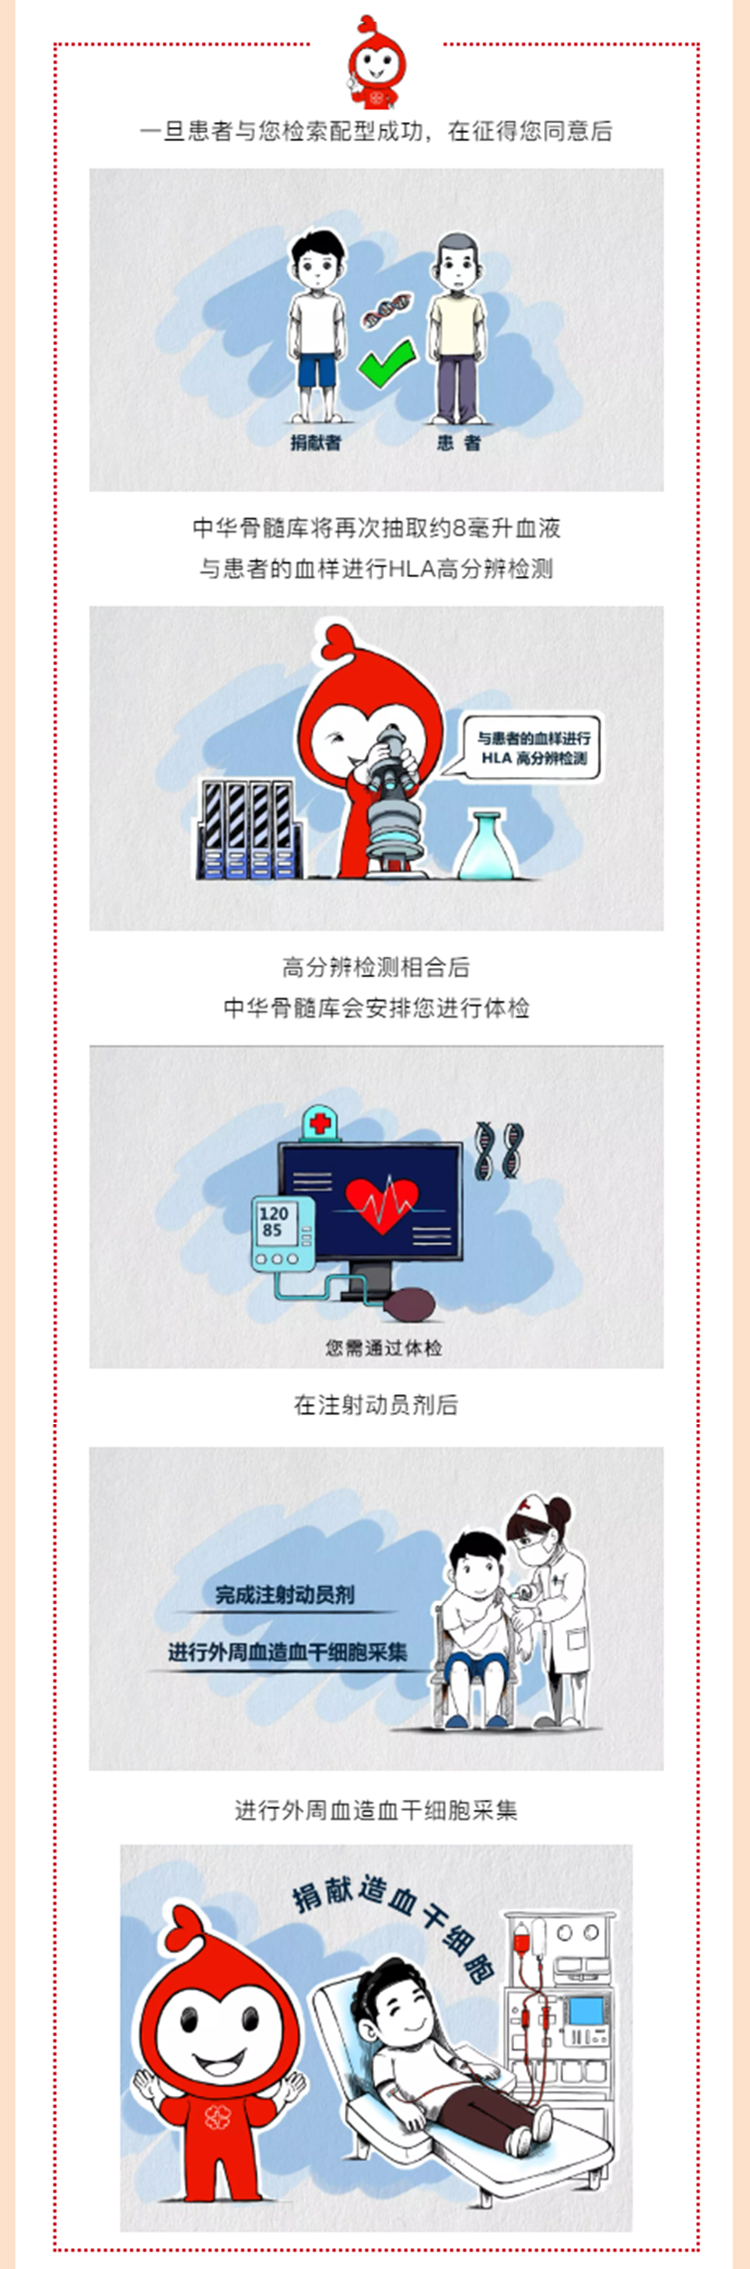 一旦患者与您检索配型成功，在征得您同意后
捐献者
患 者
中华骨髓库将再次抽取约8毫升血液
与患者的血样进行HLA高分辨检测
与患者的血样进行
HLA 高分辨检测
高分辨检测相合后
中华骨髓库会安排您进行体检
120
85
您需通过体检
在注射动员剂后
完成注射动员剂
进行外周血造血干细胞采集
进行外周血造血干细胞采集
捐献造血干细胞